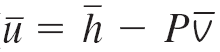 ū = h̄ − Pv̄